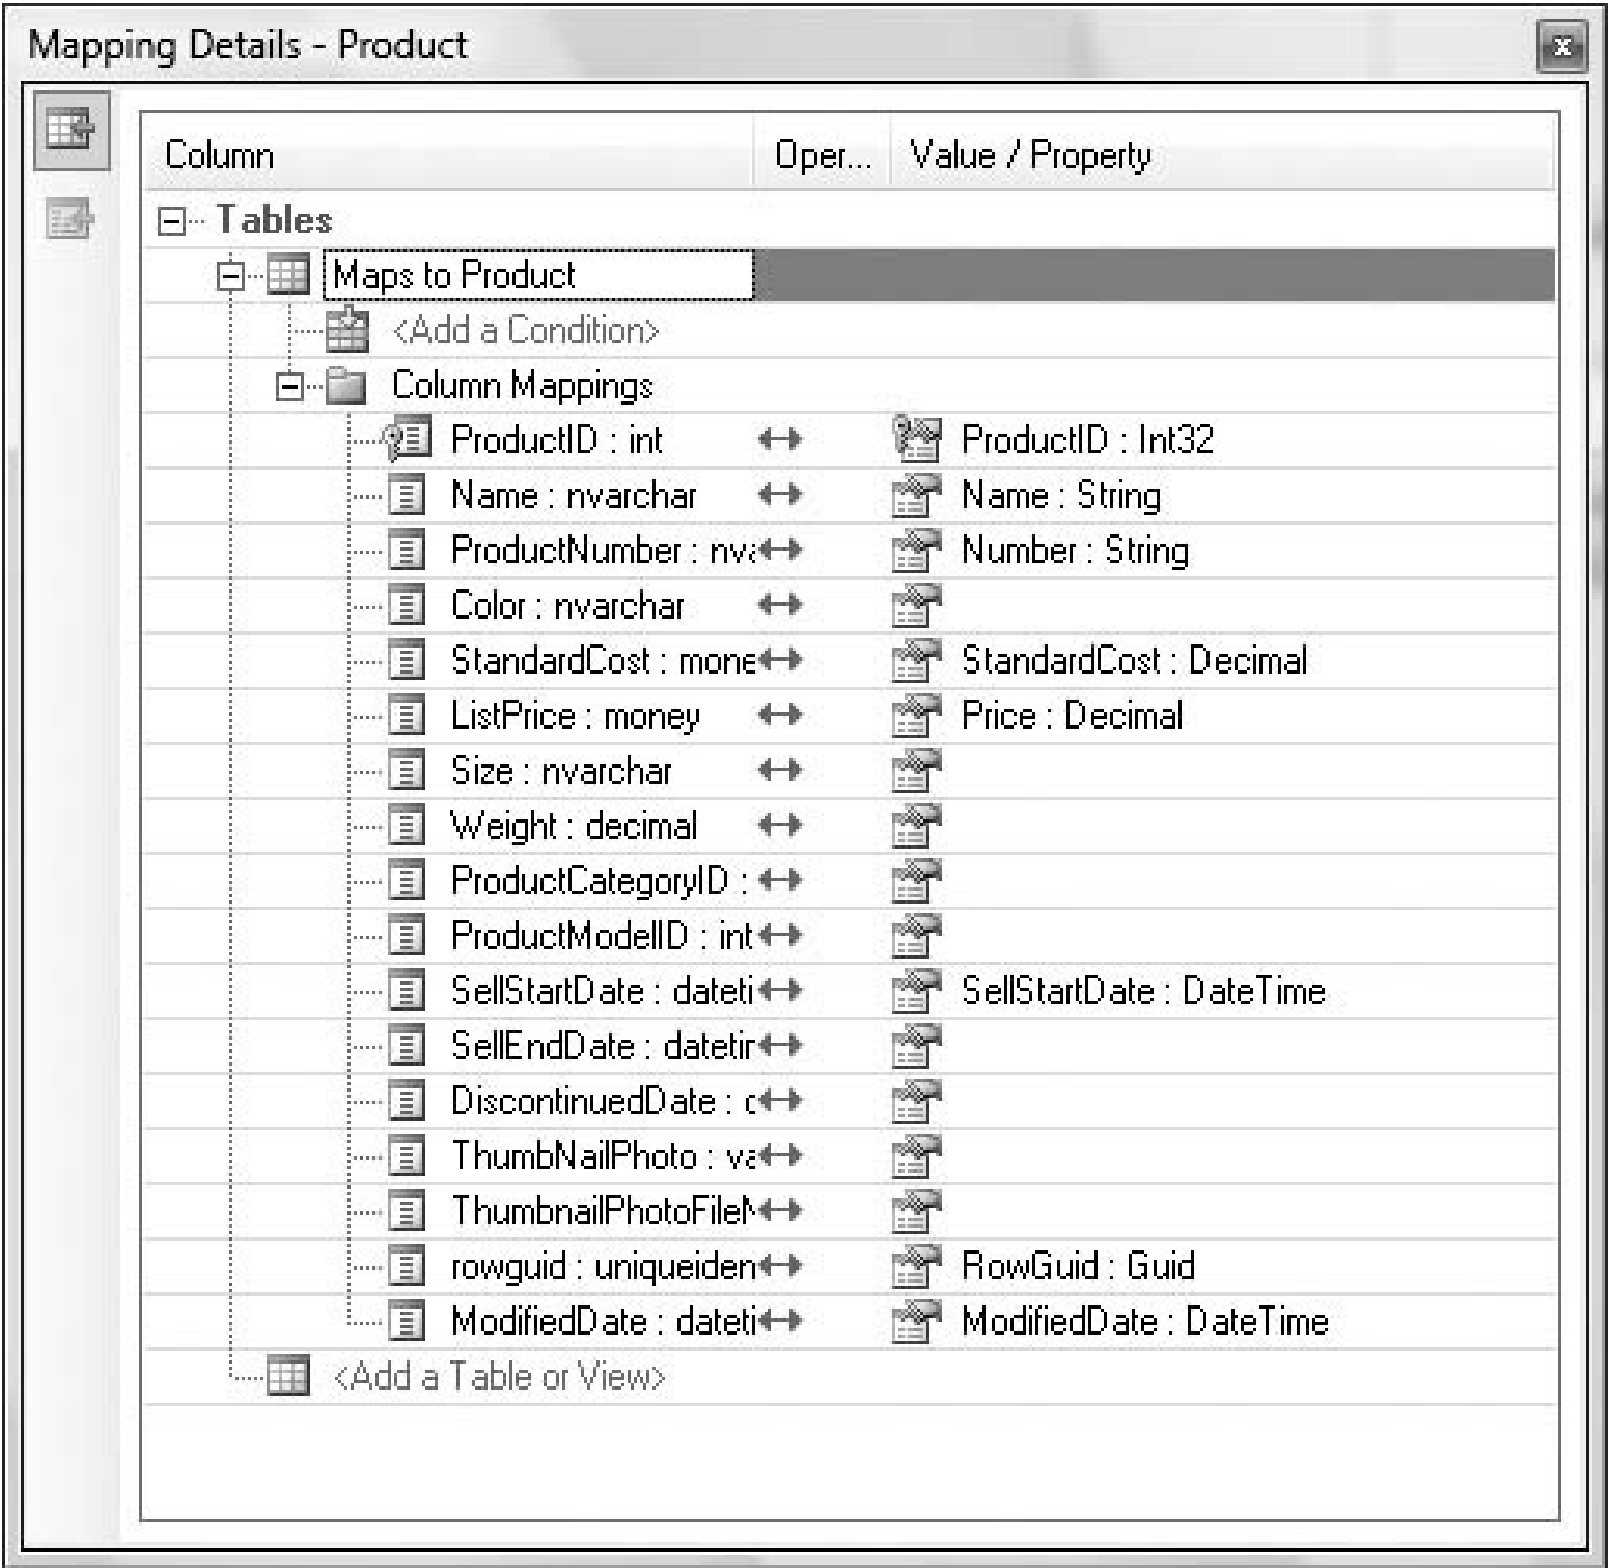 Mapping Details - Product
Column Oper... Value / Property
Tables
Maps to Product
<Add a Condition>
Column Mappings
ProductID : int ProductID : Int32
Name : nvarchar Name : String
ProductNumber : nva Number : String
Color : nvarchar
StandardCost : mone StandardCost : Decimal
ListPrice : money Price : Decimal
Size : nvarchar
Weight : decimal
ProductCategoryID :
ProductModelID : int
SellStartDate : dateti SellStartDate : DateTime
SellEndDate : datetir
DiscontinuedDate :
ThumbNailPhoto : va
ThumbnailPhotoFileN
rowguid : uniqueiden RowGuid : Guid
ModifiedDate : dateti ModifiedDate : DateTime
<Add a Table or View>